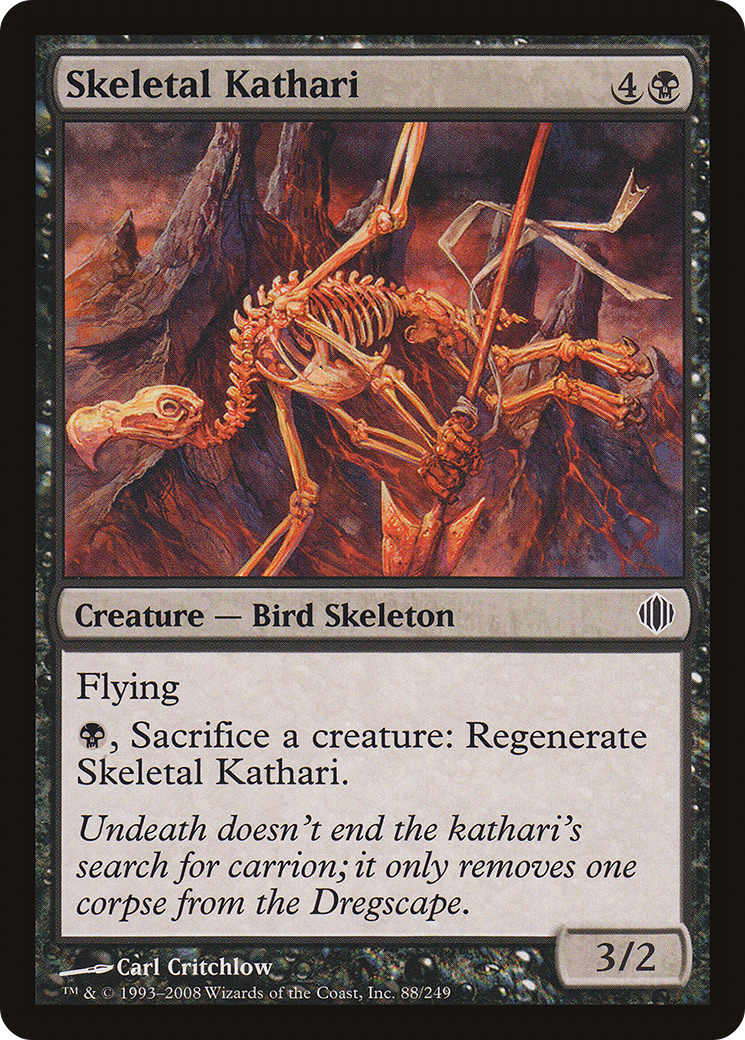 Skeletal Kathari 4
Creature — Bird Skeleton
Flying
, Sacrifice a creature: Regenerate
Skeletal Kathari.
Undeath doesn't end the kathari's
search for carrion; it only removes one
corpse from the Dregscape.
3/2
Carl Critchlow
™ & © 1993–2008 Wizards of the Coast, Inc. 88/249